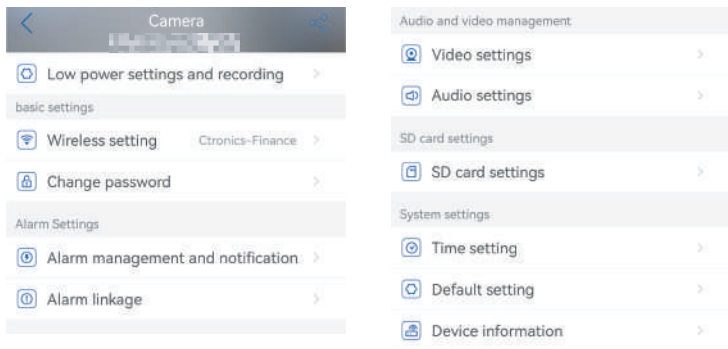 Camera
Low power settings and recording
basic settings
Wireless setting Ctronics-Finance
Change password
Alarm Settings
Alarm management and notification
Alarm linkage
Audio and video management
Video settings
Audio settings
SD card settings
SD card settings
System settings
Time setting
Default setting
Device information